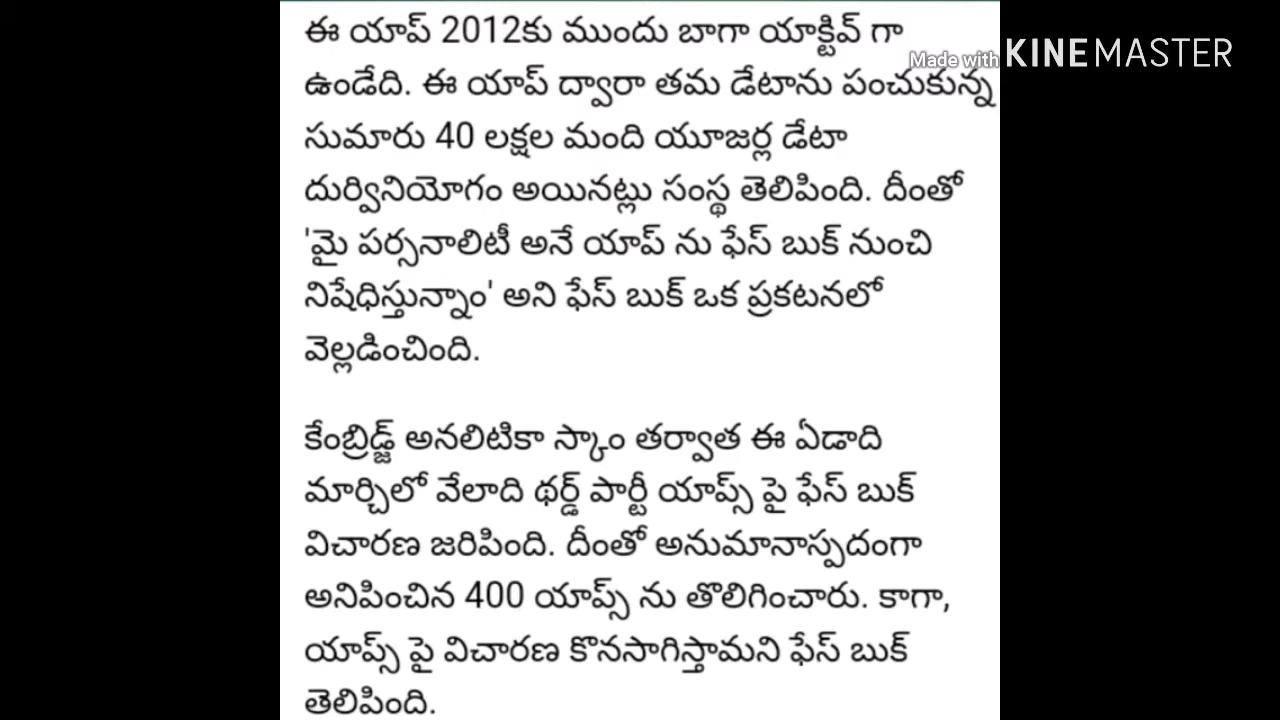 ఈ యాప్ 2012కు ముందు బాగా యాక్టివ్ గా
Made with KINEMASTER
ఉండేది. ఈ యాప్ ద్వారా తమ డేటాను పంచుకున్న
సుమారు 40 లక్షల మంది యూజర్ల డేటా
దుర్వినియోగం అయినట్లు సంస్థ తెలిపింది. దీంతో
'మై పర్సనాలిటీ అనే యాప్ ను ఫేస్ బుక్ నుంచి
నిషేధిస్తున్నాం' అని ఫేస్ బుక్ ఒక ప్రకటనలో
వెల్లడించింది.
కేంబ్రిడ్జ్ అనలిటికా స్కాం తర్వాత ఈ ఏడాది
మార్చిలో వేలాది థర్డ్ పార్టీ యాప్స్ పై ఫేస్ బుక్
విచారణ జరిపింది. దీంతో అనుమానాస్పదంగా
అనిపించిన 400 యాప్స్ ను తొలిగించారు. కాగా,
యాప్స్ పై విచారణ కొనసాగిస్తామని ఫేస్ బుక్
తెలిపింది.